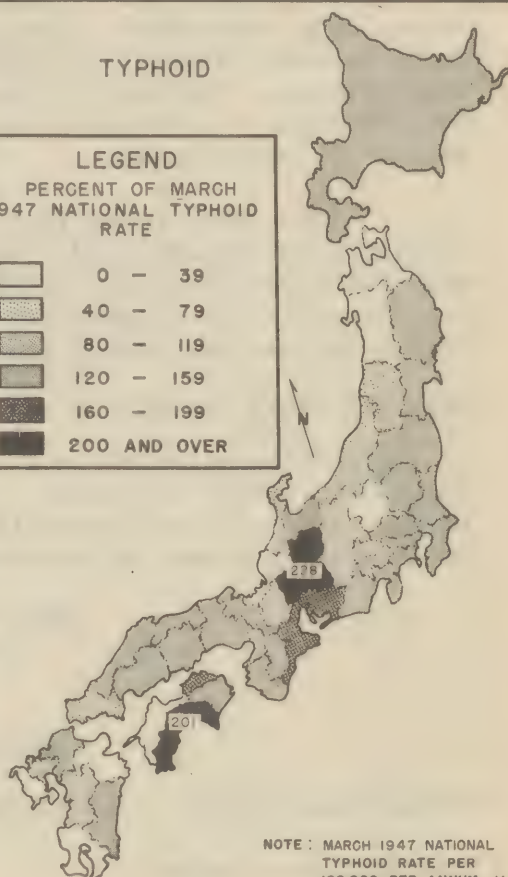 TYPHOID
LEGEND
PERCENT OF MARCH
947 NATIONAL TYPHOID
RATE
0 - 39
40 - 79
80 - 119
120 - 159
160 - 199
200 AND OVER
N
228
201
NOTE : MARCH 1947 NATIONAL
TYPHOID RATE PER